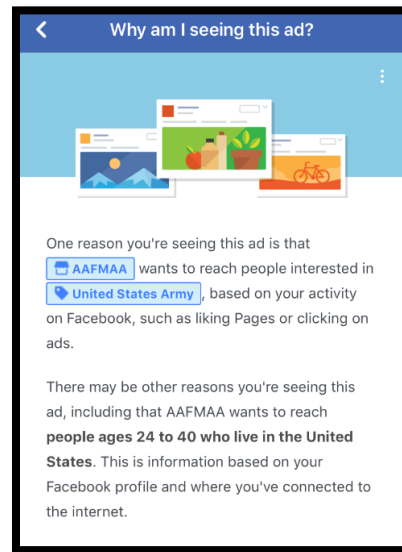 Why am I seeing this ad?
One reason you're seeing this ad is that
AAFMAA wants to reach people interested in
United States Army, based on your activity
on Facebook, such as liking Pages or clicking on
ads.
There may be other reasons you're seeing this
ad, including that AAFMAA wants to reach
people ages 24 to 40 who live in the United
States. This is information based on your
Facebook profile and where you've connected to
the internet.